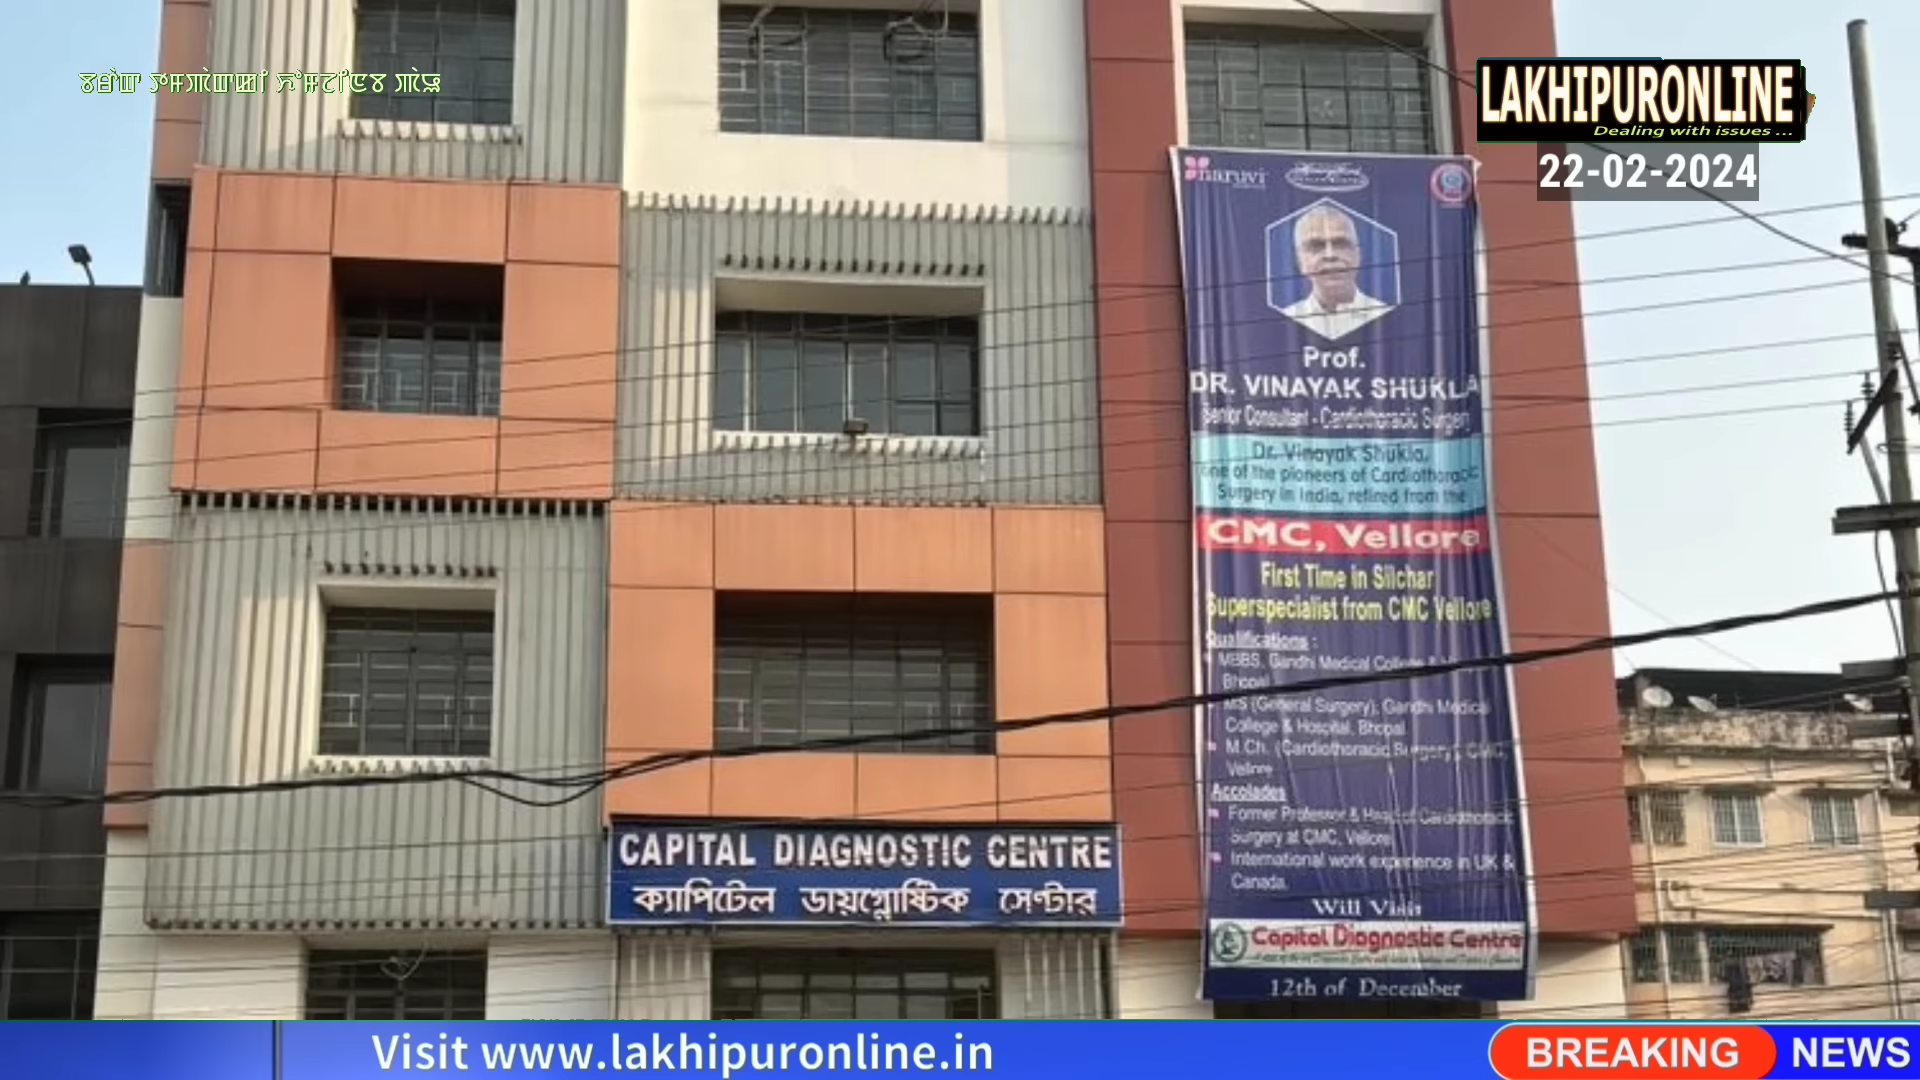 LAKHIPURONLINE
Dealing with issues ...
22-02-2024
naruvi
Prof.
DR. VINAYAK SHUKLA
Senior Consultant - Cardiothoracic Surgery
Dr. Vinayak Shukla,
one of the pioneers of Cardiothoracic
Surgery in India, retired from the
CMC, Vellore
First Time in Silchar
Superspecialist from CMC Vellore
Qualifications :
MBBS, Gandhi Medical College &
Bhopal
MS (General Surgery), Gandhi Medical
College & Hospital, Bhopal
M.Ch. (Cardiothoracic Surgery), CMC,
Vellore
Accolades
Former Professor & Head of Cardiothoracic
Surgery at CMC, Vellore
International work experience in UK &
Canada.
Will Visit
Capital Diagnostic Centre
12th of December
CAPITAL DIAGNOSTIC CENTRE
ক্যাপিটেল ডায়গ্নোষ্টিক সেণ্টার
Visit www.lakhipuronline.in
BREAKING NEWS